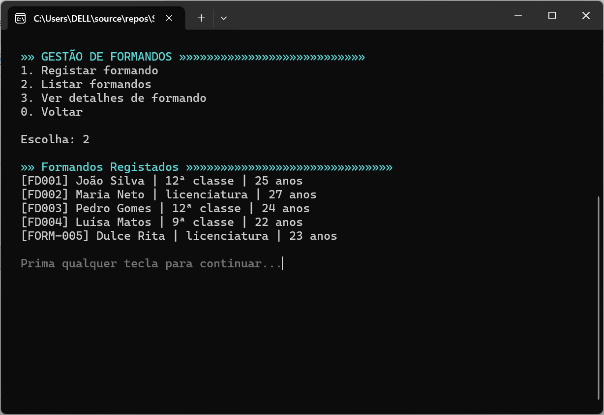 C:\Users\DELL\source\repos\S
»» GESTÃO DE FORMANDOS »»»»»»»»»»»»»»»»»»»»»»»»»»»
1. Registar formando
2. Listar formandos
3. Ver detalhes de formando
0. Voltar
Escolha: 2
»» Formandos Registados »»»»»»»»»»»»»»»»»»»»»»»»»»»»»»
[FD001] João Silva | 12ª classe | 25 anos
[FD002] Maria Neto | licenciatura | 27 anos
[FD003] Pedro Gomes | 12ª classe | 24 anos
[FD004] Luísa Matos | 9ª classe | 22 anos
[FORM-005] Dulce Rita | licenciatura | 23 anos
Prima qualquer tecla para continuar...